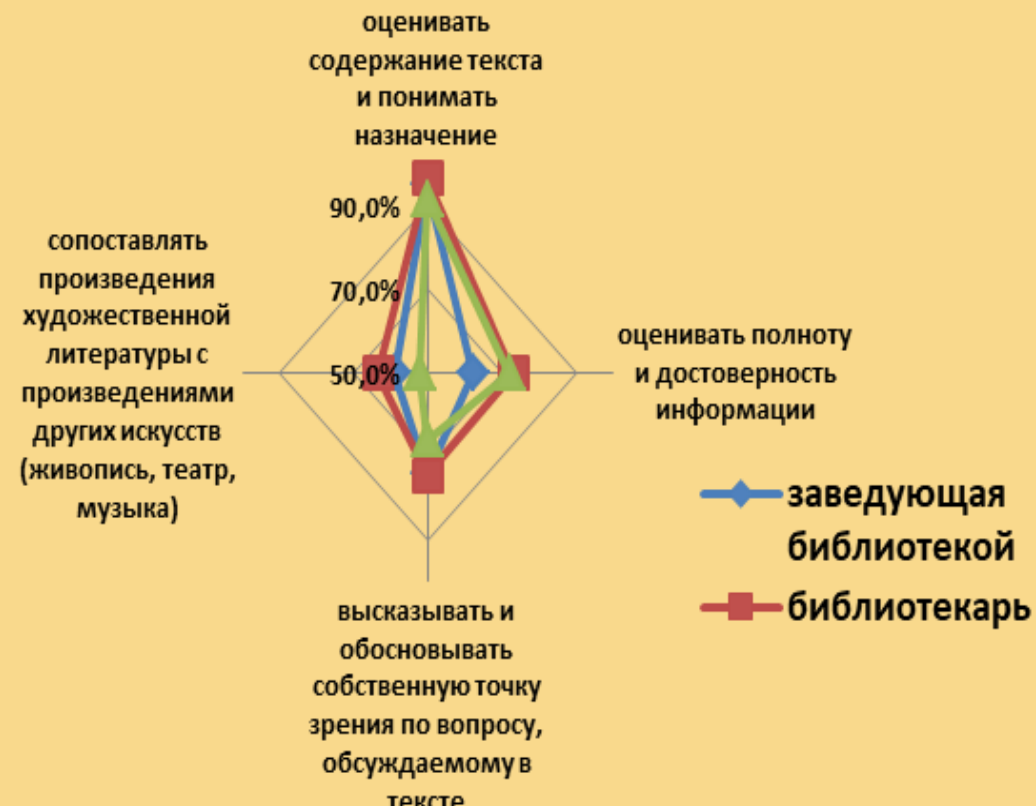 оценивать
содержание текста
и понимать
назначение
90,0%
70,0%
50,0%
сопоставлять
произведения
художественной
литературы с
произведениями
других искусств
(живопись, театр,
музыка)
оценивать полноту
и достоверность
информации
заведующая
библиотекой
библиотекарь
высказывать и
обосновывать
собственную точку
зрения по вопросу,
обсуждаемому в
тексте